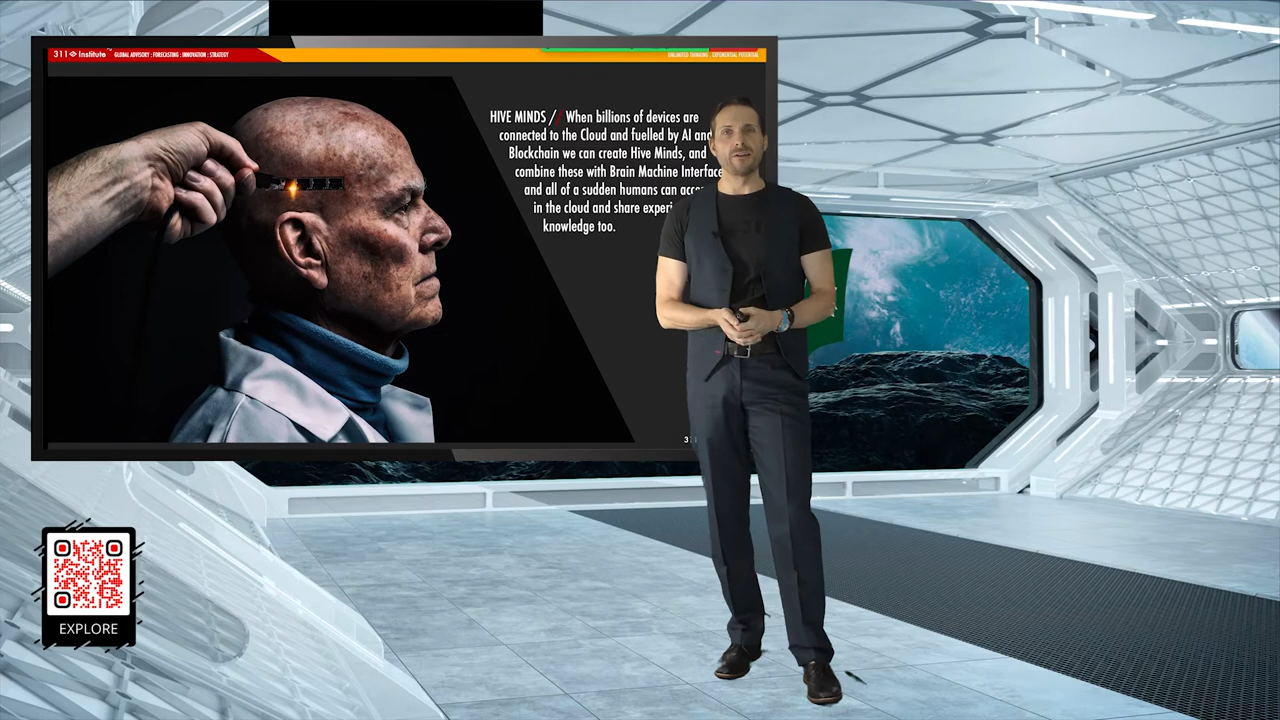 311 Institute GLOBAL ADVISORY : FORECASTING : INNOVATION : STRATEGY
UNLIMITED THINKING : EXPONENTIAL POTENTIAL
HIVE MINDS // When billions of devices are
connected to the Cloud and fuelled by AI and
Blockchain we can create Hive Minds, and
combine these with Brain Machine Interface
and all of a sudden humans can
in the cloud and share
knowledge too.
EXPLORE